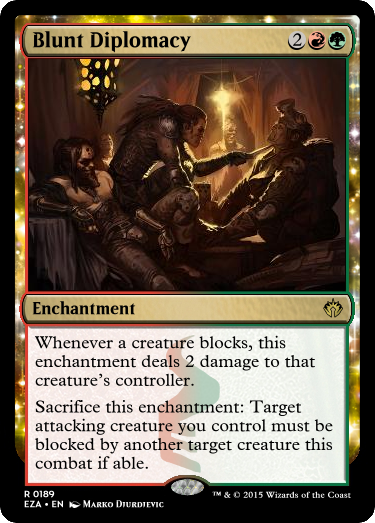 Blunt Diplomacy 2
Enchantment
Whenever a creature blocks, this
enchantment deals 2 damage to that
creature's controller.
Sacrifice this enchantment: Target
attacking creature you control must be
blocked by another target creature this
combat if able.
R 0189
EZA • EN Marko Djurdjevic
™ & © 2015 Wizards of the Coast